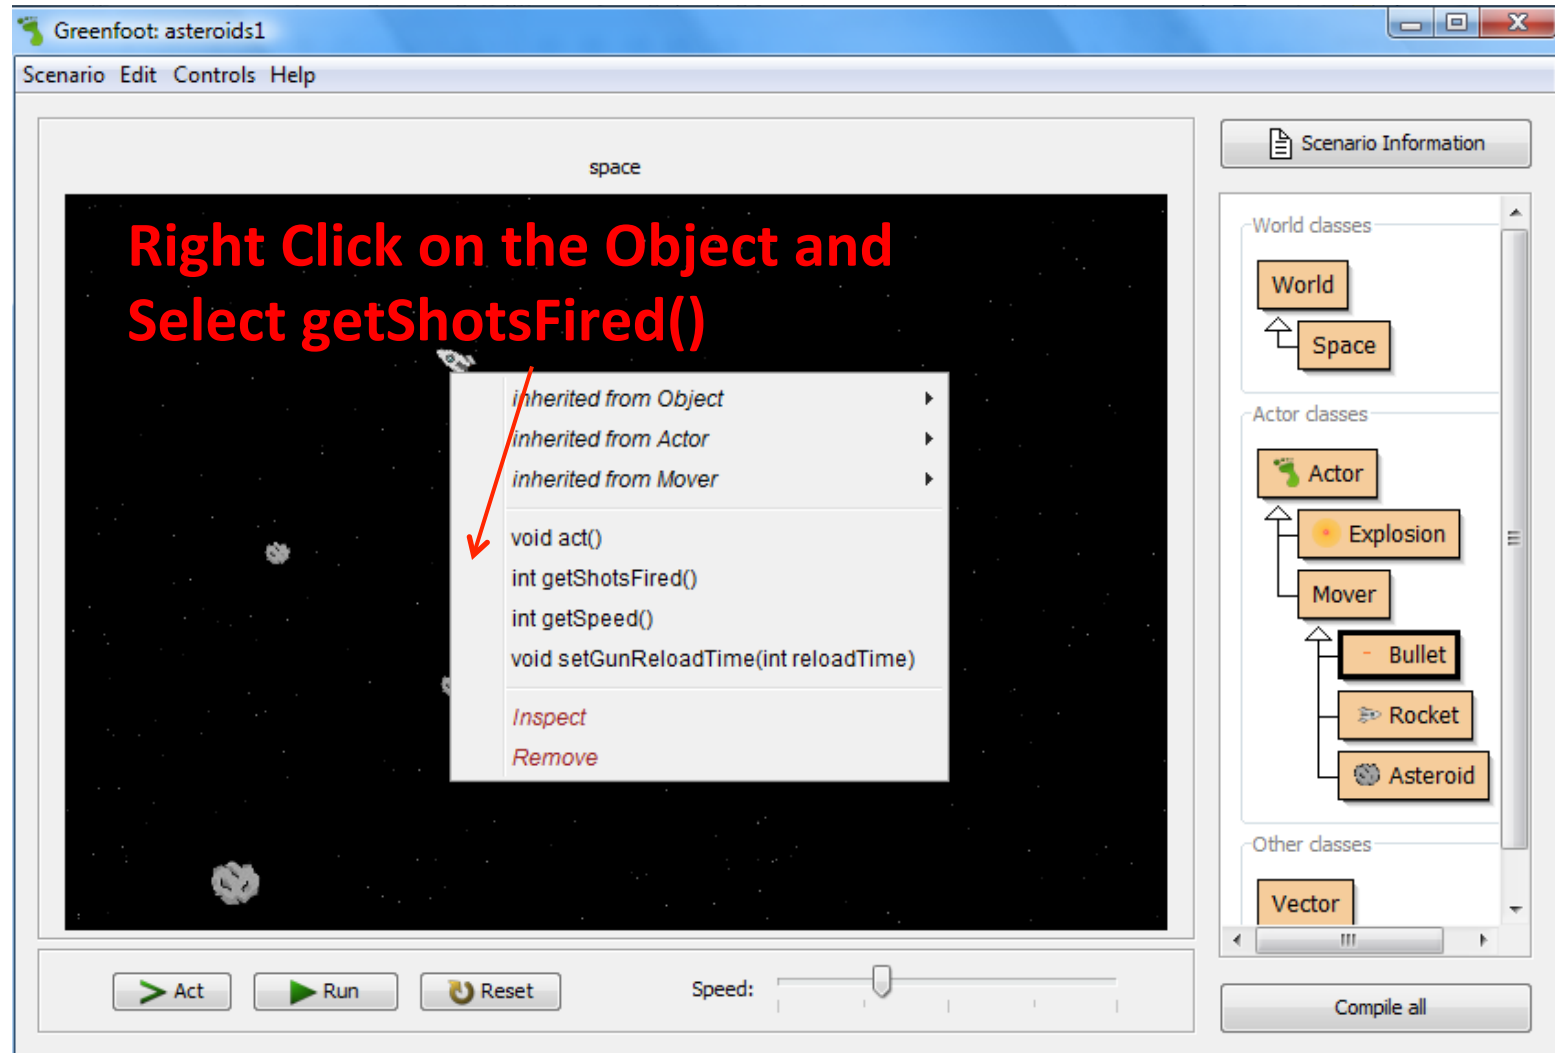 Greenfoot: asteroids1
Scenario Edit Controls Help
space
Right Click on the Object and
Select getShotsFired()
inherited from Object
inherited from Actor
inherited from Mover
void act()
int getShotsFired()
int getSpeed()
void setGunReloadTime(int reloadTime)
Inspect
Remove
Act
Run
Reset
Speed:
Scenario Information
World classes
World
Space
Actor classes
Actor
Explosion
Mover
Bullet
Rocket
Asteroid
Other classes
Vector
Compile all